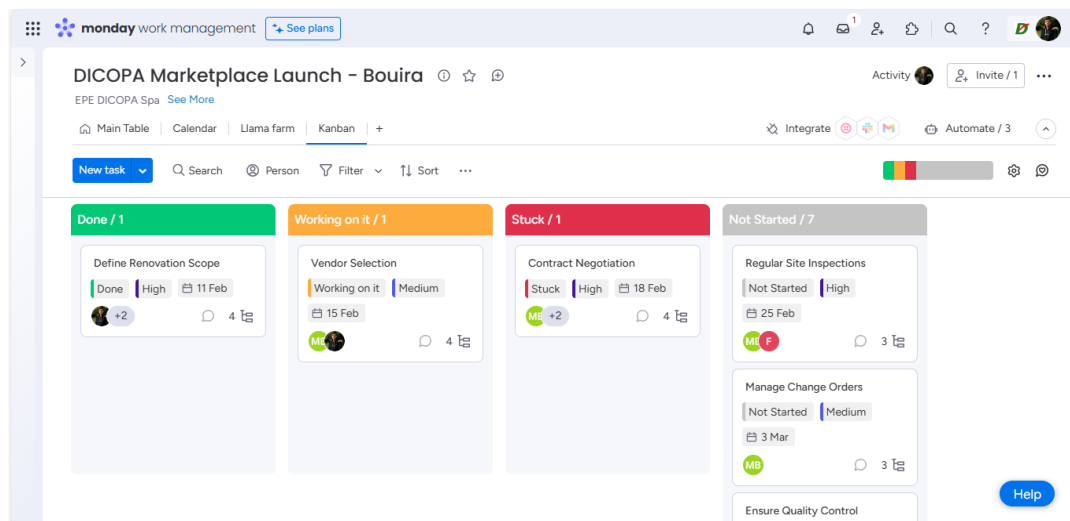 monday work management See plans 1
DICOPA Marketplace Launch - Bouira
Activity Invite / 1
EPE DICOPA Spa See More
Main Table Calendar Llama farm Kanban + Integrate Automate / 3
New task Search Person Filter Sort
Done / 1
Define Renovation Scope
Done High 11 Feb
+2 4
Working on it / 1
Vendor Selection
Working on it Medium
15 Feb
MB 4
Stuck / 1
Contract Negotiation
Stuck High 18 Feb
MB +2 4
Not Started / 7
Regular Site Inspections
Not Started High
25 Feb
MB F 3
Manage Change Orders
Not Started Medium
3 Mar
MB 3
Ensure Quality Control
Help